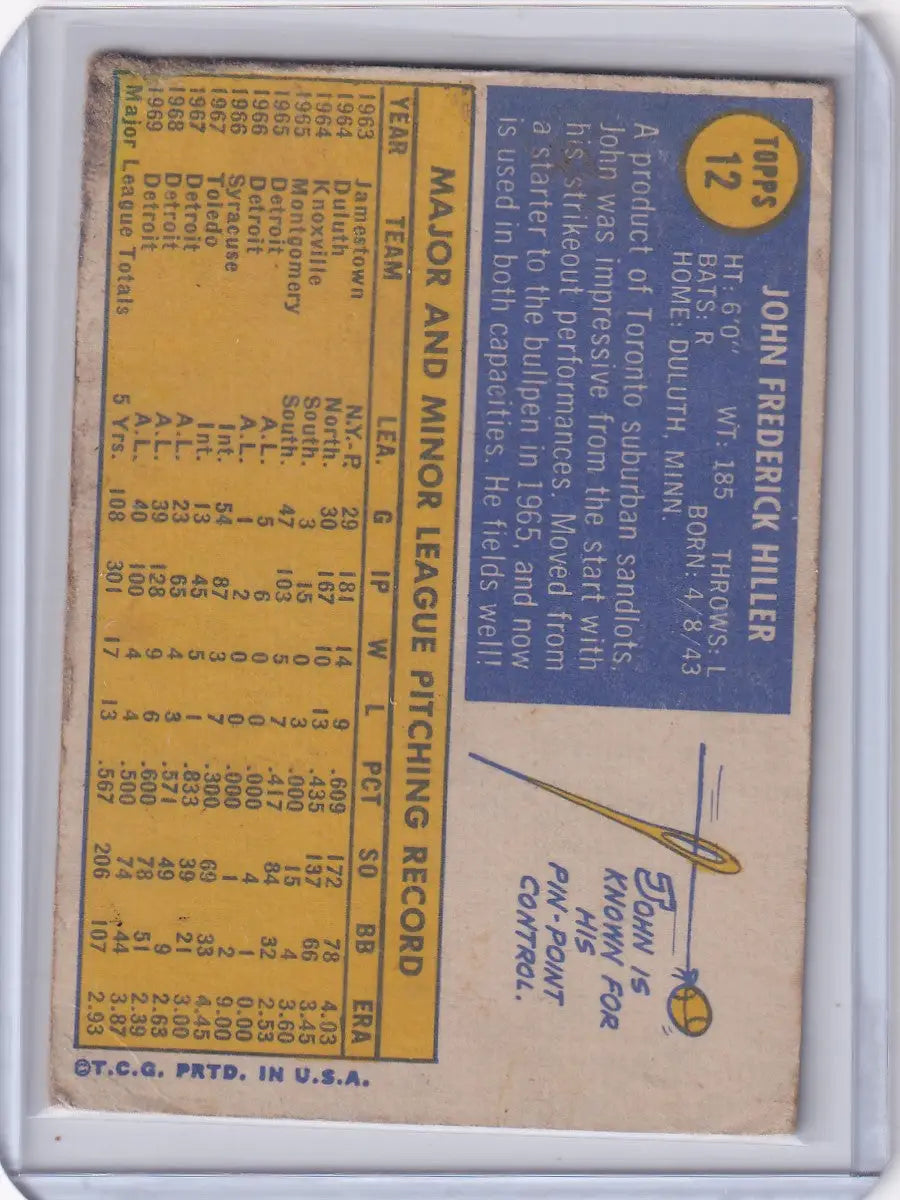 TOPPS
12
JOHN FREDERICK HILLER
HT: 6'0" WT: 185 THROWS: L
BATS: R BORN: 4/8/43
HOME: DULUTH, MINN.
A product of Toronto suburban sandlots,
John was impressive from the start with
his strikeout performances. Moved from
a starter to the bullpen in 1965, and now
is used in both capacities. He fields well!
JOHN IS
KNOWN FOR
HIS
PIN-POINT
CONTROL.
MAJOR AND MINOR LEAGUE PITCHING RECORD
YEAR TEAM LEA. G IP W L PCT SO BB ERA
1963 Jamestown N.Y.-P. 29 181 14 9 .609 172 78 4.03
1964 Duluth North. 30 167 10 13 .435 137 66 3.45
1964 Knoxville South. 3 15 0 3 .000 15 4 3.60
1965 Montgomery South. 47 103 5 7 .417 84 32 2.53
1965 Detroit A.L. 5 6 0 0 .000 4 1 0.00
1966 Detroit A.L. 1 2 0 0 .000 1 2 9.00
1966 Syracuse Int. 54 87 3 7 .300 69 33 4.45
1967 Toledo Int. 13 45 5 1 .833 39 21 3.00
1967 Detroit A.L. 23 65 4 3 .571 49 9 2.63
1968 Detroit A.L. 39 128 9 6 .600 78 51 2.39
1969 Detroit A.L. 40 100 4 4 .500 74 44 3.87
Major League Totals 5 Yrs. 108 301 17 13 .567 206 107 2.93
©T.C.G. PRTD. IN U.S.A.